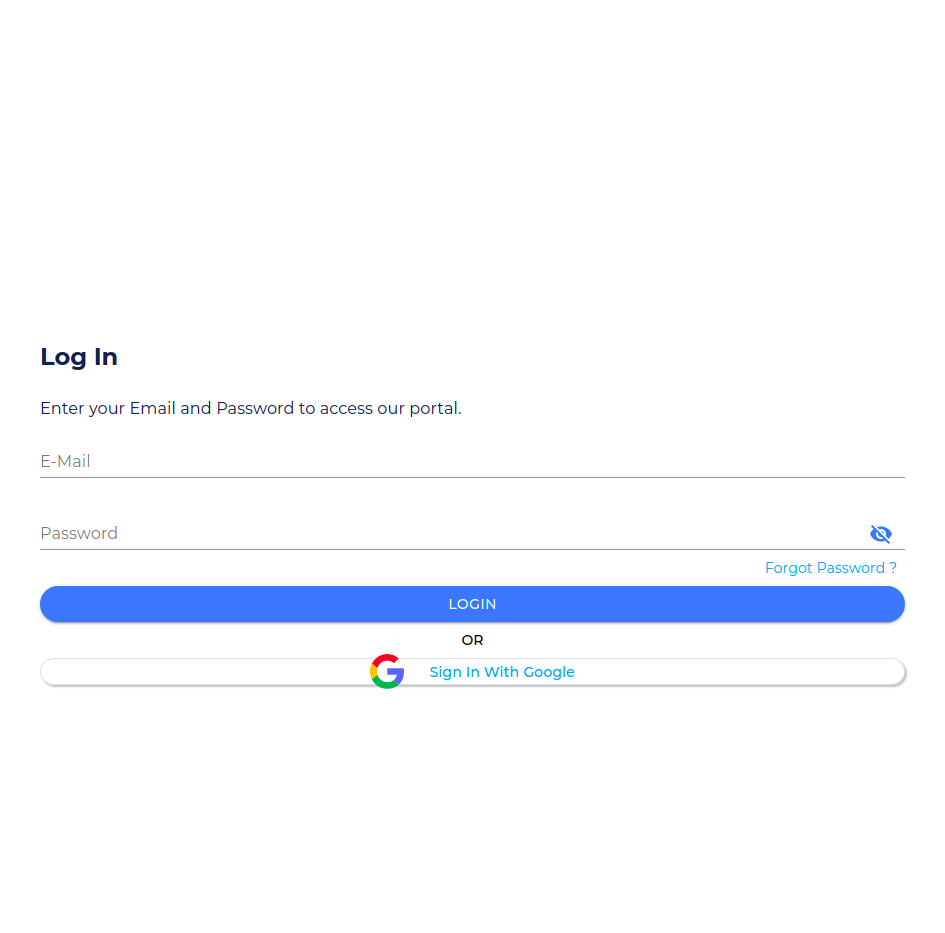 Log In
Enter your Email and Password to access our portal.
E-Mail
Password
Forgot Password ?
LOGIN
OR
Sign In With Google